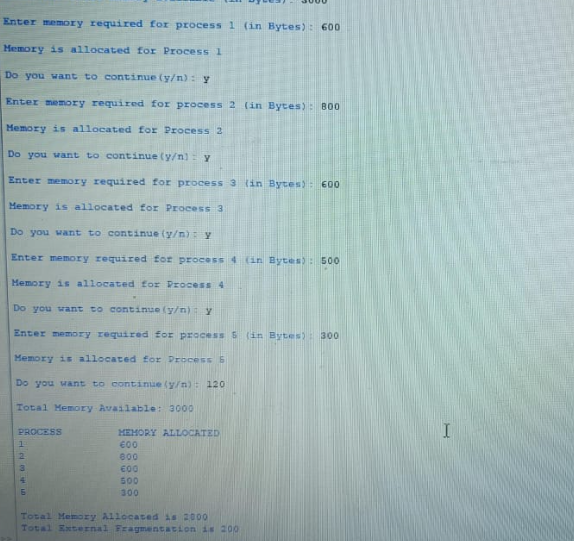 (in Bytes): 3000
Enter memory required for process 1 (in Bytes): 600
Memory is allocated for Process 1
Do you want to continue(y/n): y
Enter memory required for process 2 (in Bytes): 800
Memory is allocated for Process 2
Do you want to continue(y/n): y
Enter memory required for process 3 (in Bytes): 600
Memory is allocated for Process 3
Do you want to continue(y/n): y
Enter memory required for process 4 (in Bytes): 500
Memory is allocated for Process 4
Do you want to continue(y/n): y
Enter memory required for process 5 (in Bytes): 300
Memory is allocated for Process 5
Do you want to continue(y/n): 120
Total Memory Available: 3000
PROCESS MEMORY ALLOCATED
1 600
2 800
3 600
4 500
5 300
Total Memory Allocated is 2800
Total External Fragmentation is 200